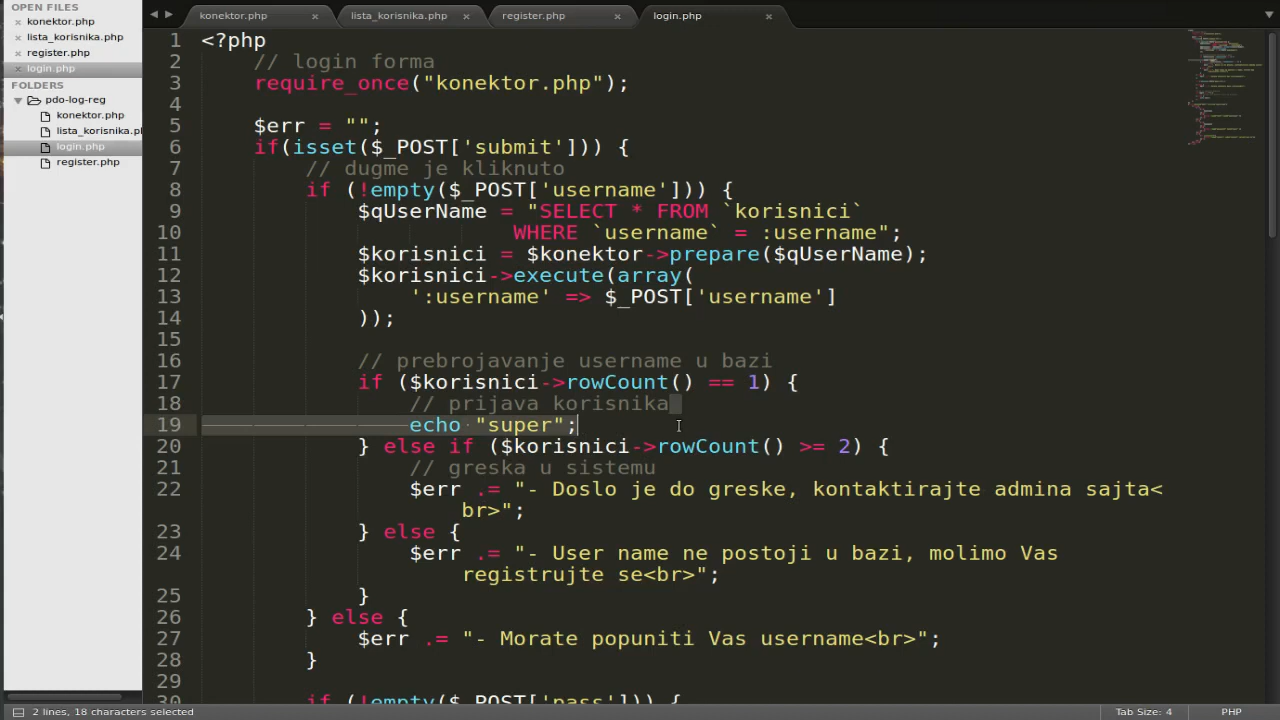 OPEN FILES
× konektor.php
× lista_korisnika.php
× register.php
× login.php
FOLDERS
pdo-log-reg
konektor.php
lista_korisnika.pl
login.php
register.php
konektor.php ×
lista_korisnika.php ×
register.php ×
login.php ×
1 <?php
2 // login forma
3 require_once("konektor.php");
4
5 $err = "";
6 if(isset($_POST['submit'])) {
7 // dugme je kliknuto
8 if (!empty($_POST['username'])) {
9 $qUserName = "SELECT * FROM `korisnici`
10 WHERE `username` = :username";
11 $korisnici = $konektor->prepare($qUserName);
12 $korisnici->execute(array(
13 ':username' => $_POST['username']
14 ));
15
16 // prebrojavanje username u bazi
17 if ($korisnici->rowCount() == 1) {
18 // prijava korisnika
19 echo "super";
20 } else if ($korisnici->rowCount() >= 2) {
21 // greska u sistemu
22 $err .= "- Doslo je do greske, kontaktirajte admina sajta<
br>";
23 } else {
24 $err .= "- User name ne postoji u bazi, molimo Vas
registrujte se<br>";
25 }
26 } else {
27 $err .= "- Morate popuniti Vas username<br>";
28 }
29
30 if (!empty($_POST['pass'])) {
2 lines, 18 characters selected
Tab Size: 4
PHP